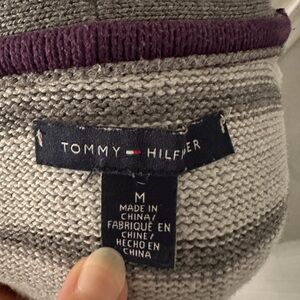 TOMMY HILFIGER
M
MADE IN
CHINA/
FABRIQUÉ EN
CHINE/
HECHO EN
CHINA